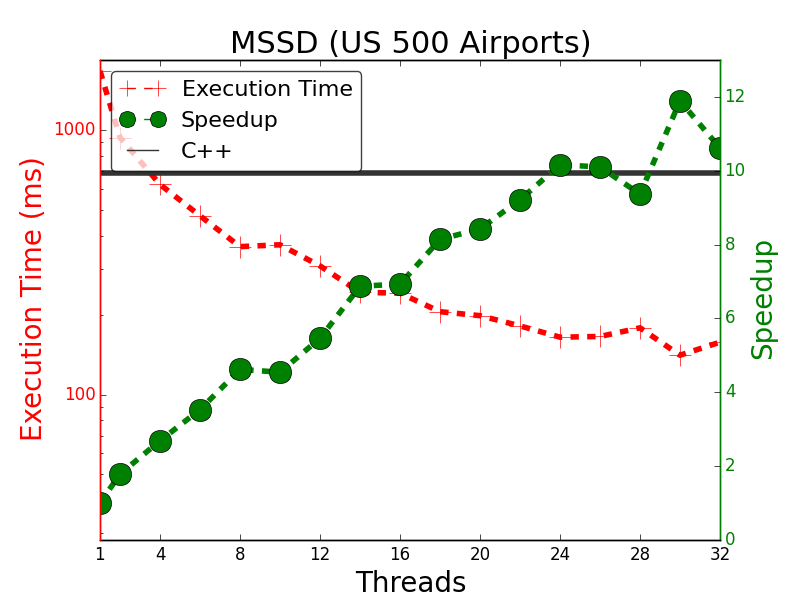 MSSD (US 500 Airports)
Execution Time
Speedup
C++
1000
100
Execution Time (ms)
12
10
8
6
4
2
0
Speedup
1 4 8 12 16 20 24 28 32
Threads